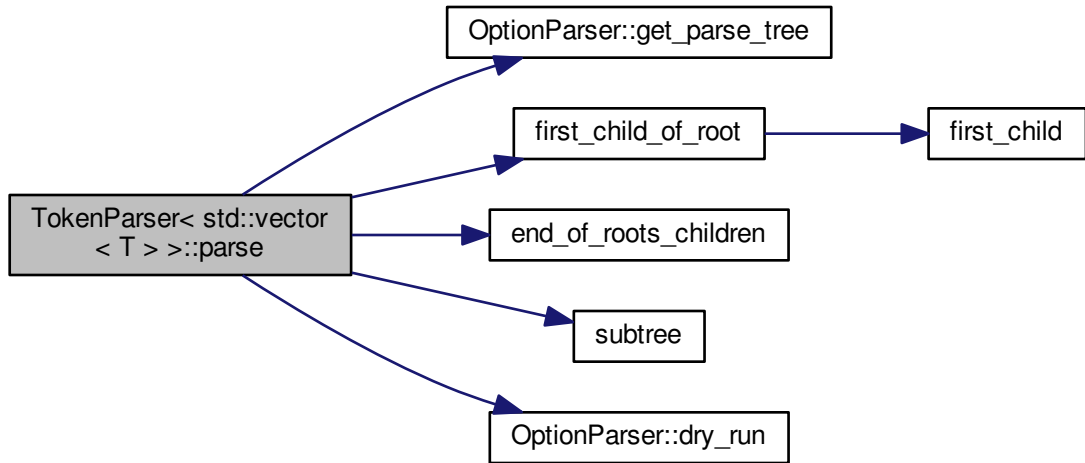 OptionParser::get_parse_tree
first_child_of_root
first_child
TokenParser< std::vector
< T > >::parse
end_of_roots_children
subtree
OptionParser::dry_run